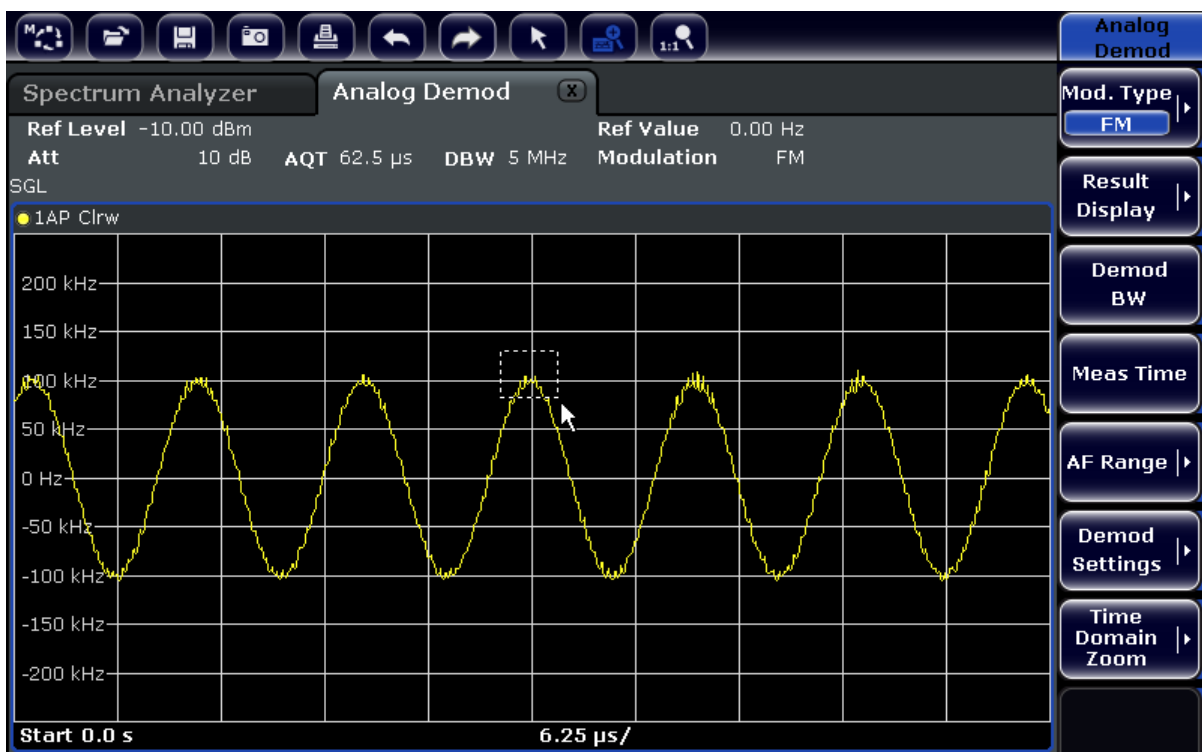 M
1:1
Analog
Demod
Spectrum Analyzer
Analog Demod
X
Ref Level -10.00 dBm
Ref Value 0.00 Hz
Att 10 dB AQT 62.5 µs DBW 5 MHz Modulation FM
SGL
1AP Clrw
200 kHz
150 kHz
100 kHz
50 kHz
0 Hz
-50 kHz
-100 kHz
-150 kHz
-200 kHz
Start 0.0 s
6.25 µs/
Mod. Type
FM
Result
Display
Demod
BW
Meas Time
AF Range
Demod
Settings
Time
Domain
Zoom